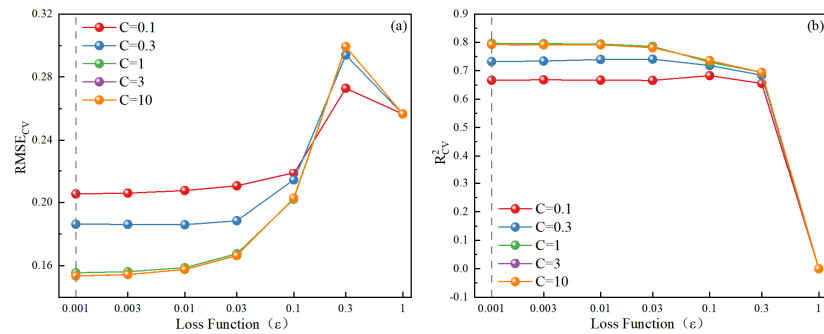 (a)
C=0.1
C=0.3
C=1
C=3
C=10
0.32
0.28
0.24
0.20
0.16
RMSE_CV
0.001 0.003 0.01 0.03 0.1 0.3 1
Loss Function（ε）
(b)
0.9
0.8
0.7
0.6
0.5
0.4
0.3
0.2
0.1
0.0
-0.1
R²_CV
C=0.1
C=0.3
C=1
C=3
C=10
0.001 0.003 0.01 0.03 0.1 0.3 1
Loss Function（ε）